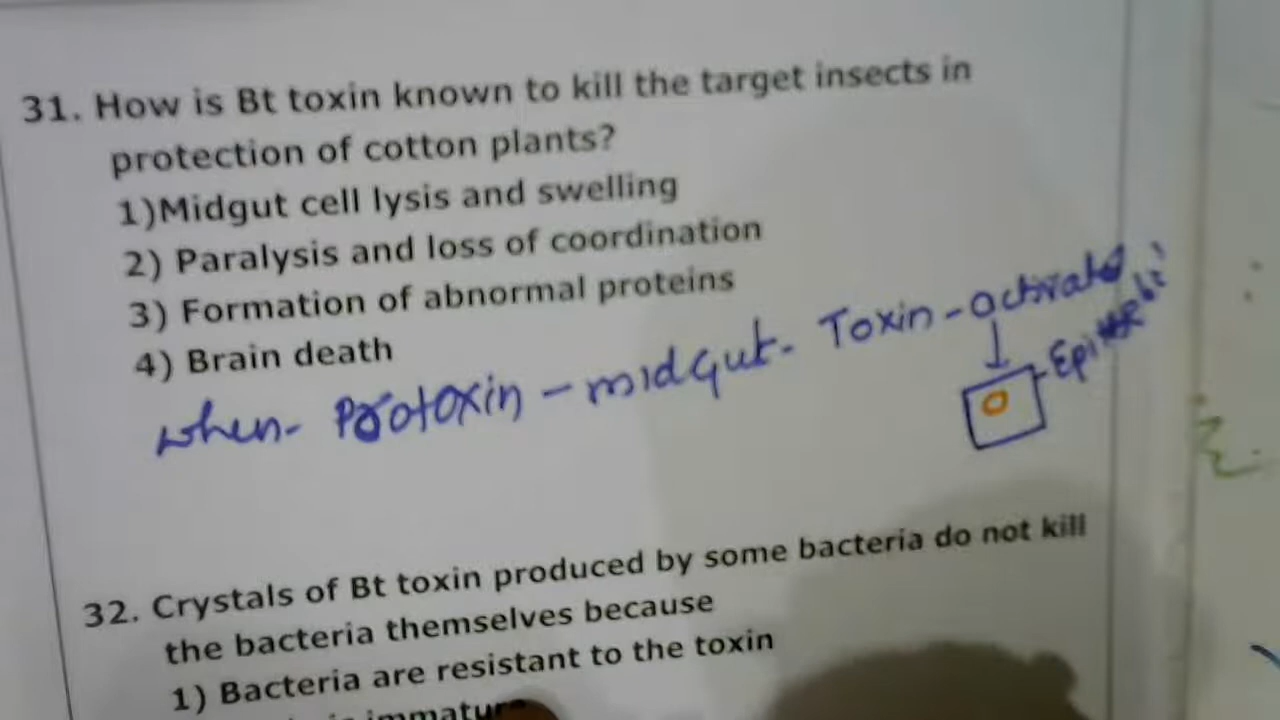 31. How is Bt toxin known to kill the target insects in
protection of cotton plants?
1)Midgut cell lysis and swelling
2) Paralysis and loss of coordination
3) Formation of abnormal proteins
4) Brain death
when- Protoxin - midgut- Toxin - activated
32. Crystals of Bt toxin produced by some bacteria do not kill
the bacteria themselves because
1) Bacteria are resistant to the toxin
immature